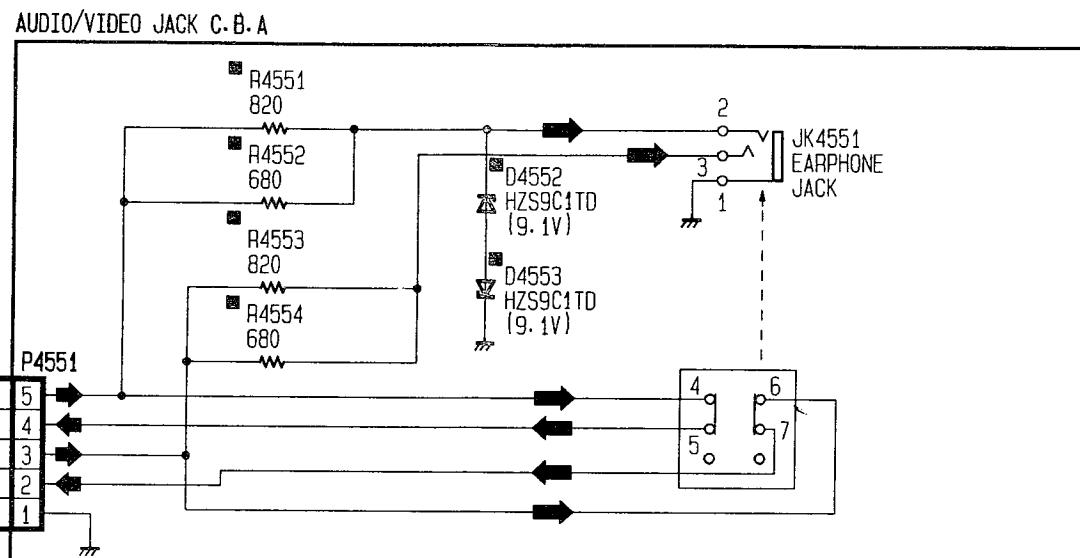 AUDIO/VIDEO JACK C.B.A
R4551
820
R4552
680
R4553
820
R4554
680
D4552
HZS9C1TD
(9.1V)
D4553
HZS9C1TD
(9.1V)
2
3
1
JK4551
EARPHONE
JACK
P4551
5
4
3
2
1
4
6
5
7